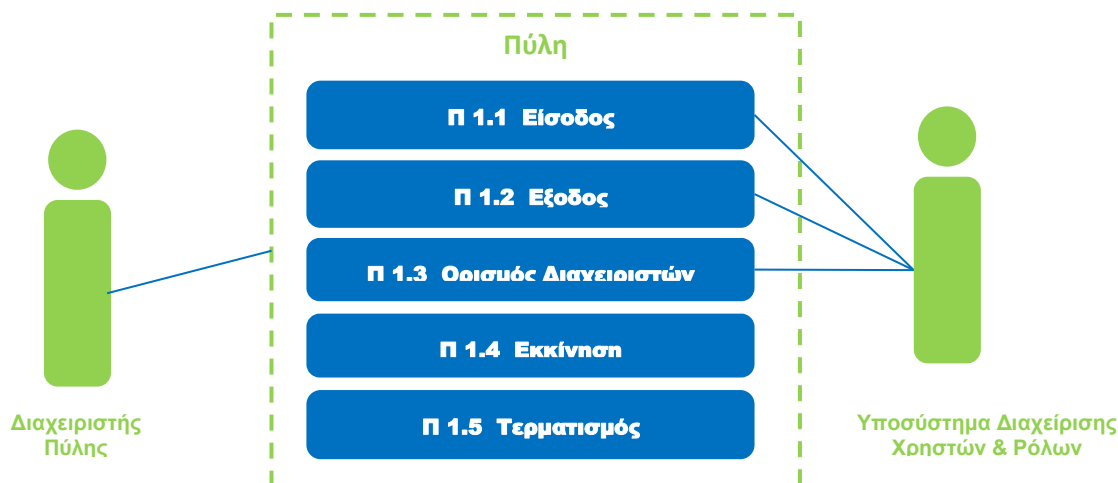 Πύλη
Π 1.1 Είσοδος
Π 1.2 Εξοδος
Π 1.3 Ορισμός Διαχειριστών
Π 1.4 Εκκίνηση
Π 1.5 Τερματισμός
Διαχειριστής
Πύλης
Υποσύστημα Διαχείρισης
Χρηστών & Ρόλων